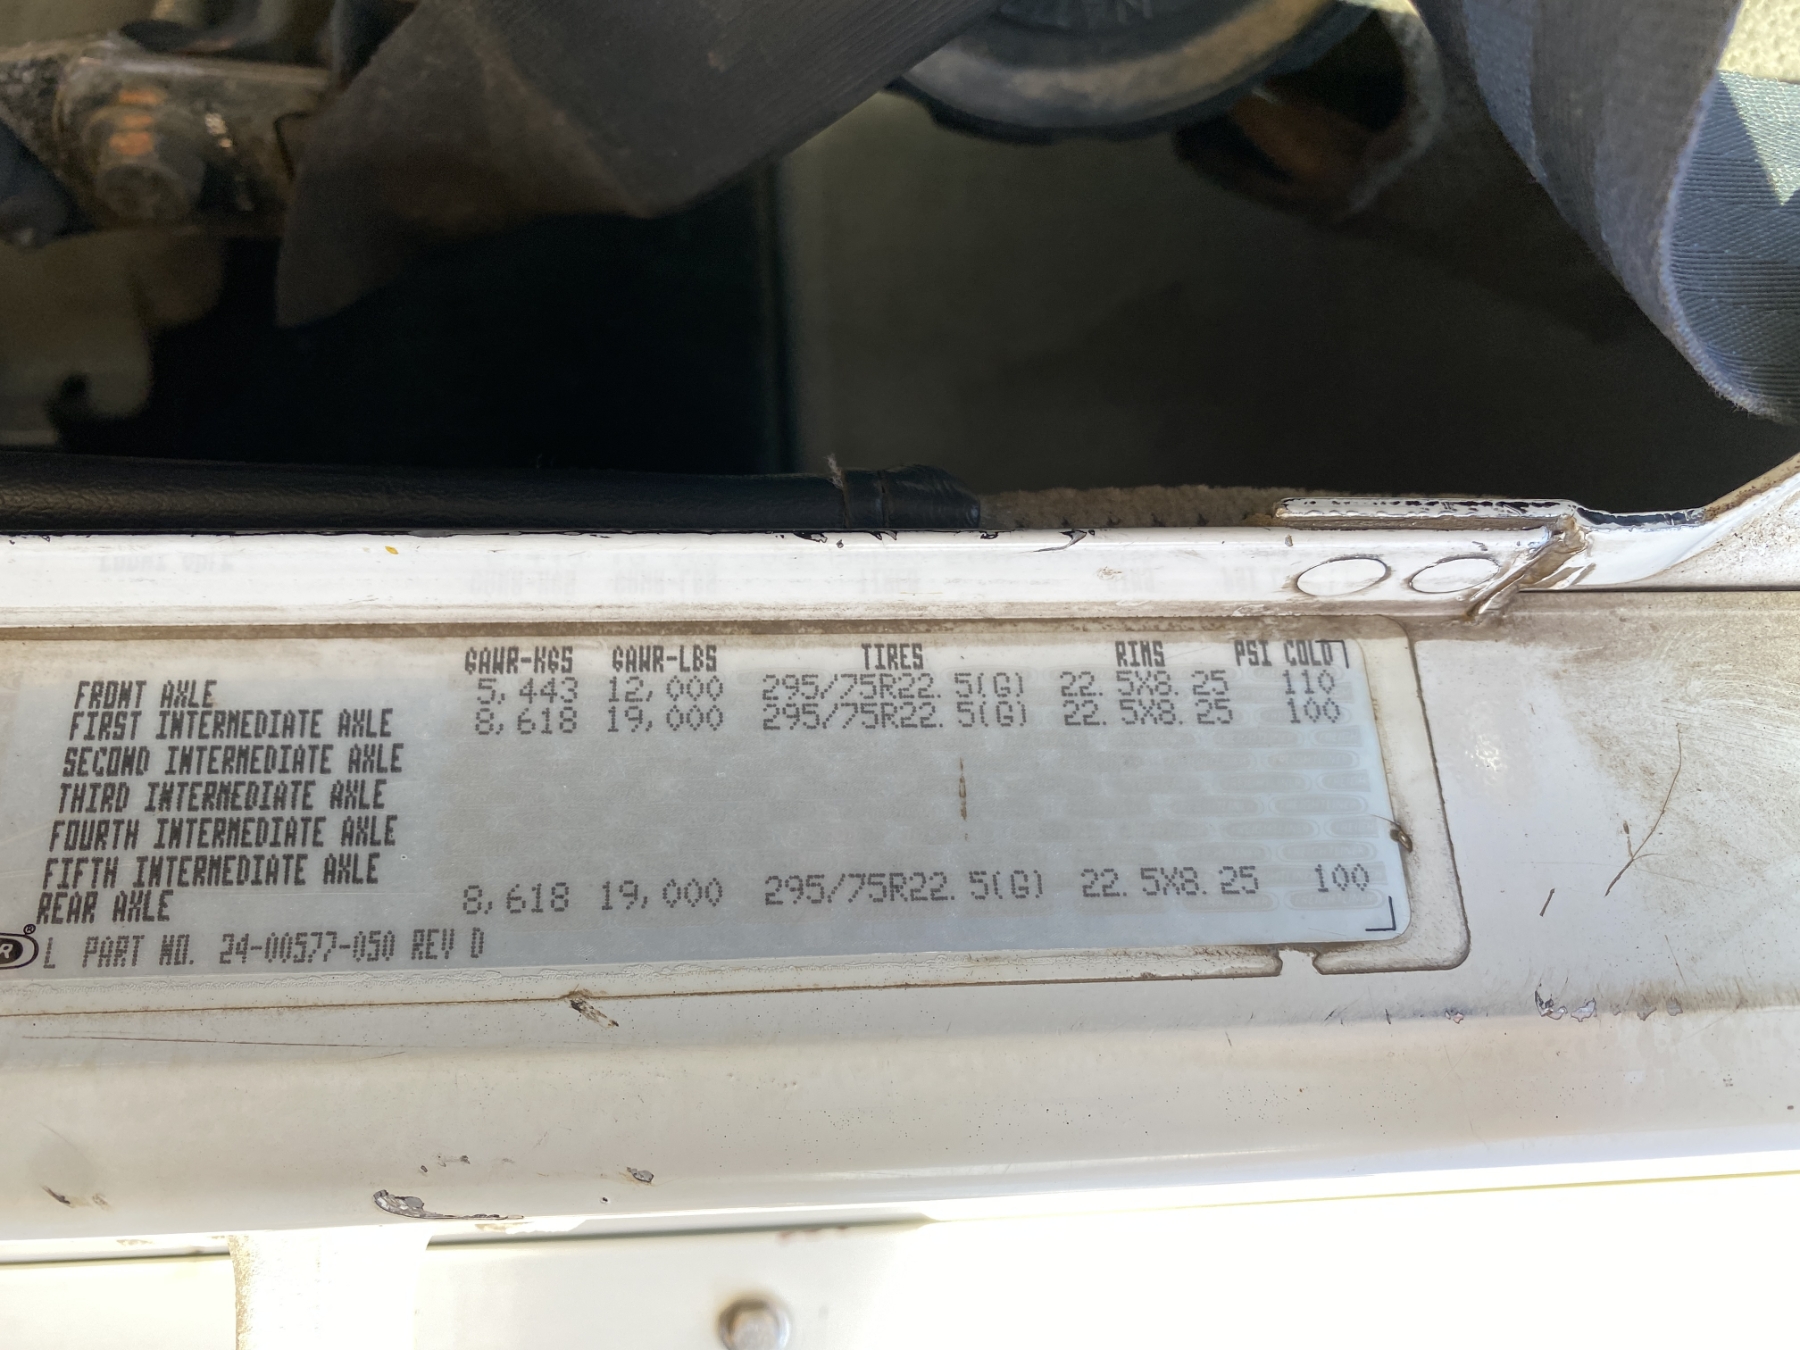 GAWR-KGS GAWR-LBS TIRES RIMS PSI COLD
FRONT AXLE 5,443 12,000 295/75R22.5(G) 22.5X8.25 110
FIRST INTERMEDIATE AXLE 8,618 19,000 295/75R22.5(G) 22.5X8.25 100
SECOND INTERMEDIATE AXLE
THIRD INTERMEDIATE AXLE
FOURTH INTERMEDIATE AXLE
FIFTH INTERMEDIATE AXLE
REAR AXLE 8,618 19,000 295/75R22.5(G) 22.5X8.25 100
R® L PART NO. 24-00577-050 REV D